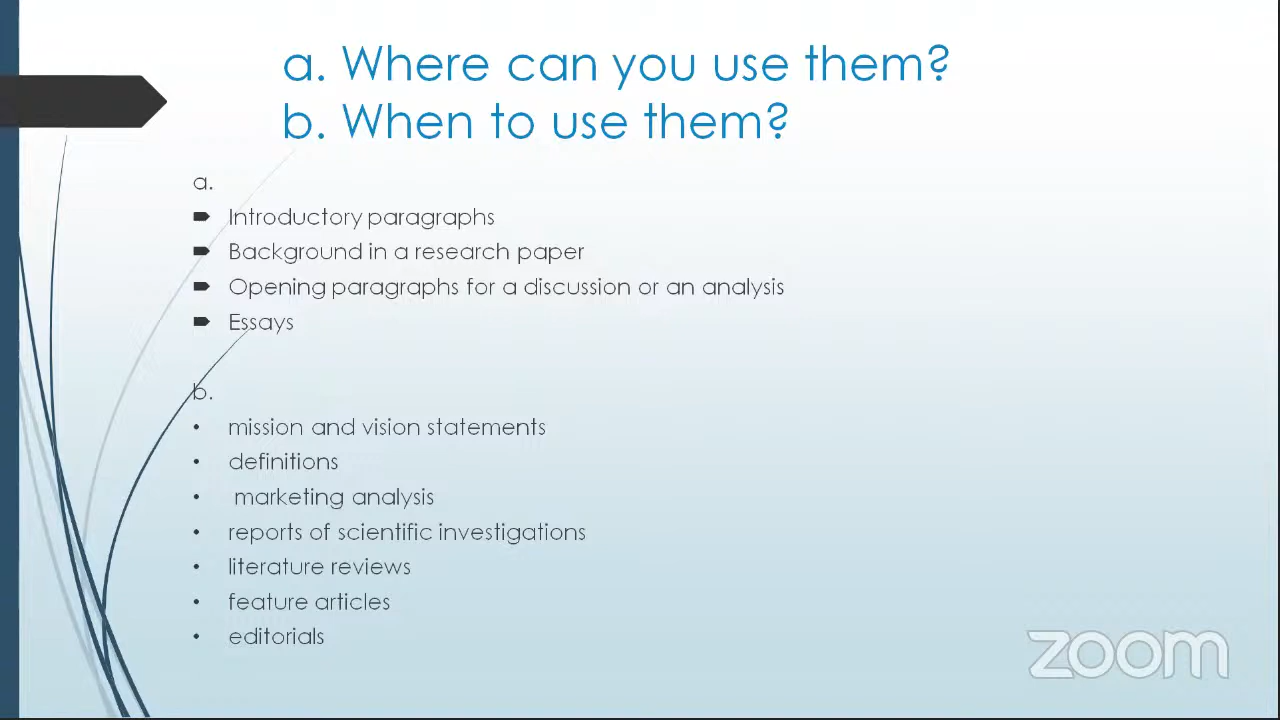 a. Where can you use them?
b. When to use them?
a.
Introductory paragraphs
Background in a research paper
Opening paragraphs for a discussion or an analysis
Essays
b.
• mission and vision statements
• definitions
• marketing analysis
• reports of scientific investigations
• literature reviews
• feature articles
• editorials
zoom